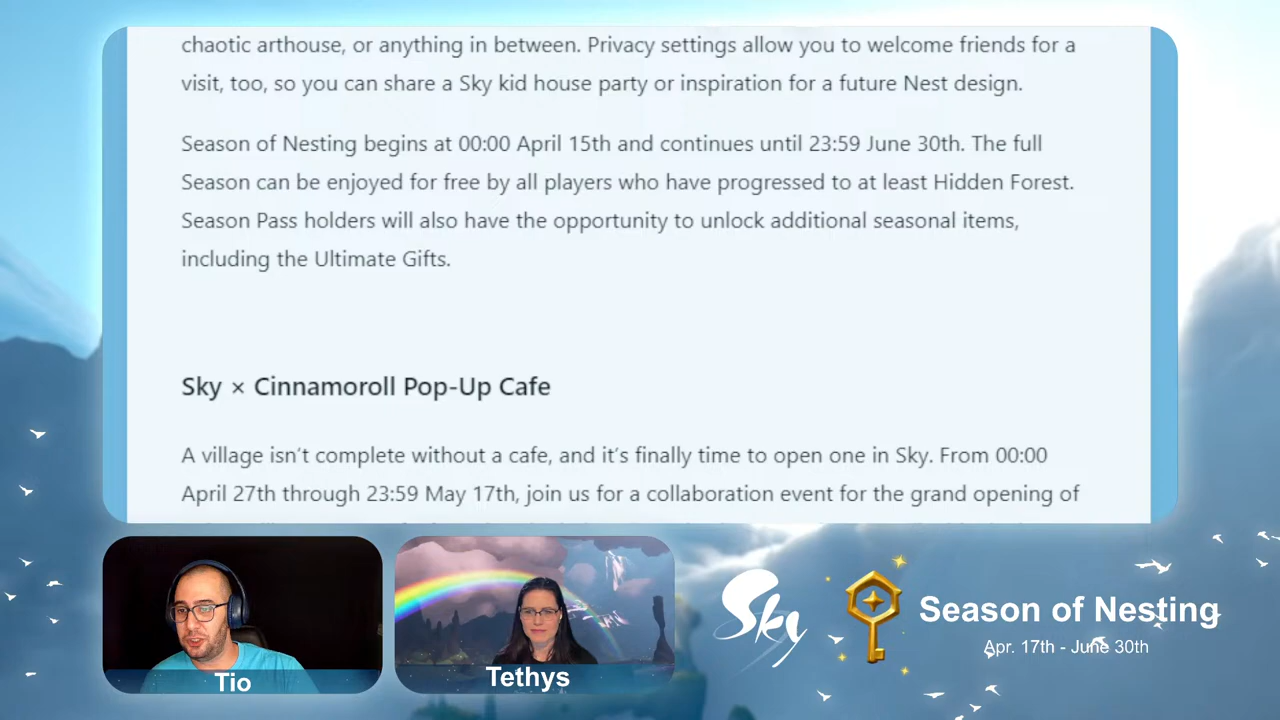 chaotic arthouse, or anything in between. Privacy settings allow you to welcome friends for a
visit, too, so you can share a Sky kid house party or inspiration for a future Nest design.
Season of Nesting begins at 00:00 April 15th and continues until 23:59 June 30th. The full
Season can be enjoyed for free by all players who have progressed to at least Hidden Forest.
Season Pass holders will also have the opportunity to unlock additional seasonal items,
including the Ultimate Gifts.
Sky × Cinnamoroll Pop-Up Cafe
A village isn't complete without a cafe, and it's finally time to open one in Sky. From 00:00
April 27th through 23:59 May 17th, join us for a collaboration event for the grand opening of
Tio
Tethys
Sky
Season of Nesting
Apr. 17th - June 30th